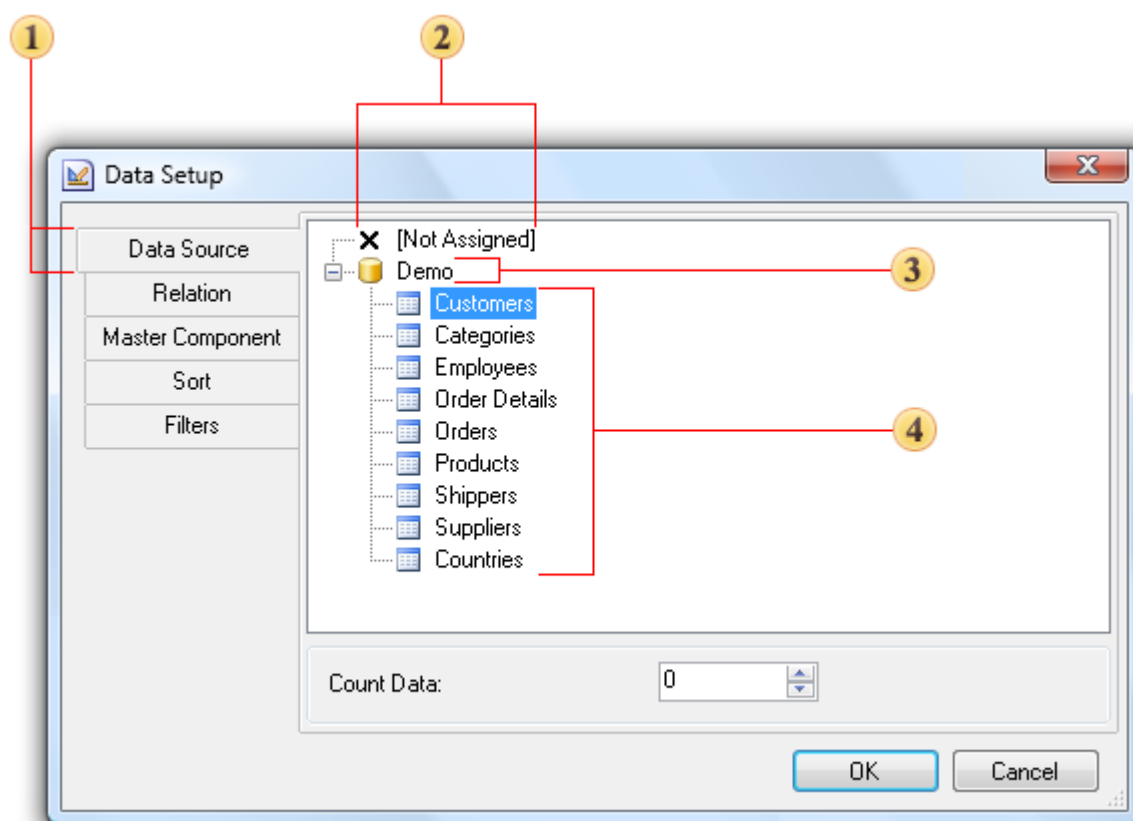 1
2
Data Setup
Data Source
Relation
Master Component
Sort
Filters
[Not Assigned]
Demo
3
Customers
Categories
Employees
Order Details
Orders
4
Products
Shippers
Suppliers
Countries
Count Data:
0
OK
Cancel